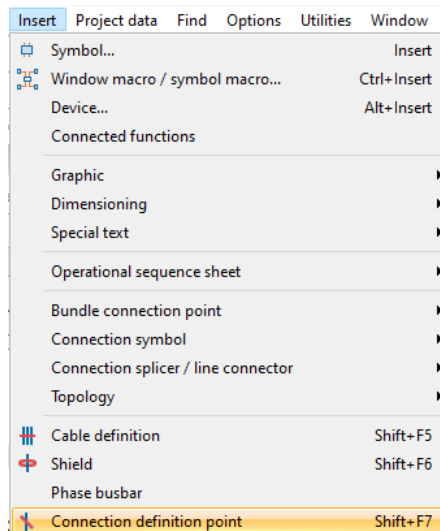 Insert Project data Find Options Utilities Window
Symbol... Insert
Window macro / symbol macro... Ctrl+Insert
Device... Alt+Insert
Connected functions
Graphic
Dimensioning
Special text
Operational sequence sheet
Bundle connection point
Connection symbol
Connection splicer / line connector
Topology
Cable definition Shift+F5
Shield Shift+F6
Phase busbar
Connection definition point Shift+F7